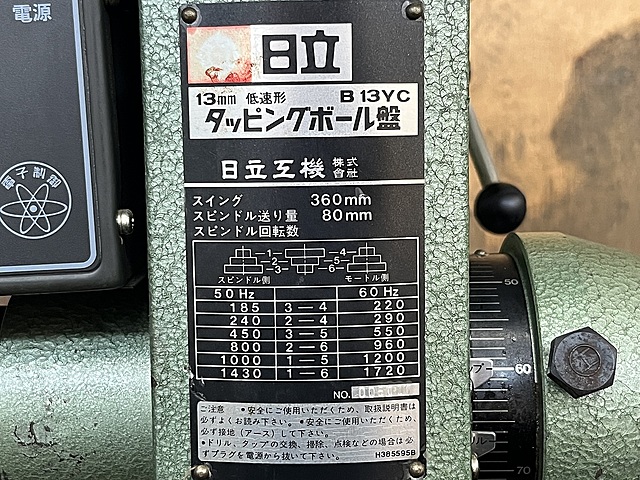 電源
電子制御
日立
13mm 低速形 B13YC
タッピングボール盤
日立工機 株式会社
スイング 360mm
スピンドル送り量 80mm
スピンドル回転数
1 2 3 4 5 6
スピンドル側 モートル側
50Hz 60Hz
185 3-4 220
240 2-4 290
450 3-5 550
800 2-6 960
1000 1-5 1200
1430 1-6 1720
NO.
ご注意 •安全にご使用いただくため、取扱説明書は
必ずよくお読み下さい。•安全にご使用いただくため、
必ず接地(アース)して下さい。
•ドリル、タップの交換、掃除、点検などの場合は必
ずプラグを電源から抜いて下さい。 H385595B
50
60
70